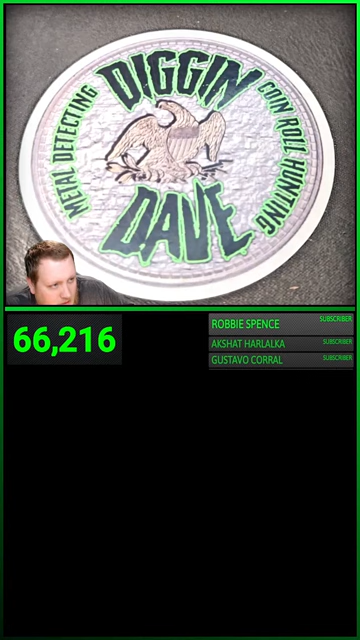 DIGGIN
METAL DETECTING
COIN ROLL HUNTING
DAVE
66,216
ROBBIE SPENCE SUBSCRIBER
AKSHAT HARLALKA SUBSCRIBER
GUSTAVO CORRAL SUBSCRIBER